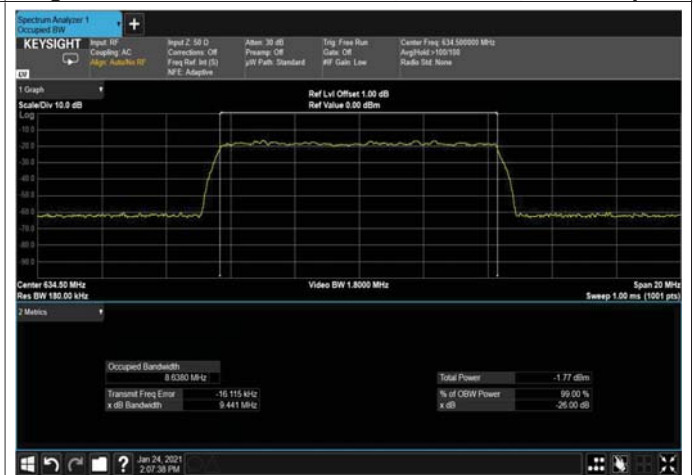 Spectrum Analyzer 1
Occupied BW
+
KEYSIGHT
Input: RF
Coupling: AC
Align: Auto/No RF
Input Z: 50 Ω
Corrections: Off
Freq Ref: Int (S)
NFE: Adaptive
Atten: 30 dB
Preamp: Off
µW Path: Standard
Trig: Free Run
Gate: Off
#IF Gain: Low
Center Freq: 634.500000 MHz
Avg|Hold:>100/100
Radio Std: None
1 Graph
Scale/Div 10.0 dB
Ref Lvl Offset 1.00 dB
Ref Value 0.00 dBm
Log
-10.0
-20.0
-30.0
-40.0
-50.0
-60.0
-70.0
-80.0
-90.0
Center 634.50 MHz
Video BW 1.8000 MHz
Span 20 MHz
Res BW 180.00 kHz
Sweep 1.00 ms (1001 pts)
2 Metrics
Occupied Bandwidth
8.6380 MHz
Transmit Freq Error -16.115 kHz
x dB Bandwidth 9.441 MHz
Total Power -1.77 dBm
% of OBW Power 99.00 %
x dB -26.00 dB
?
Jan 24, 2021
2:07:38 PM